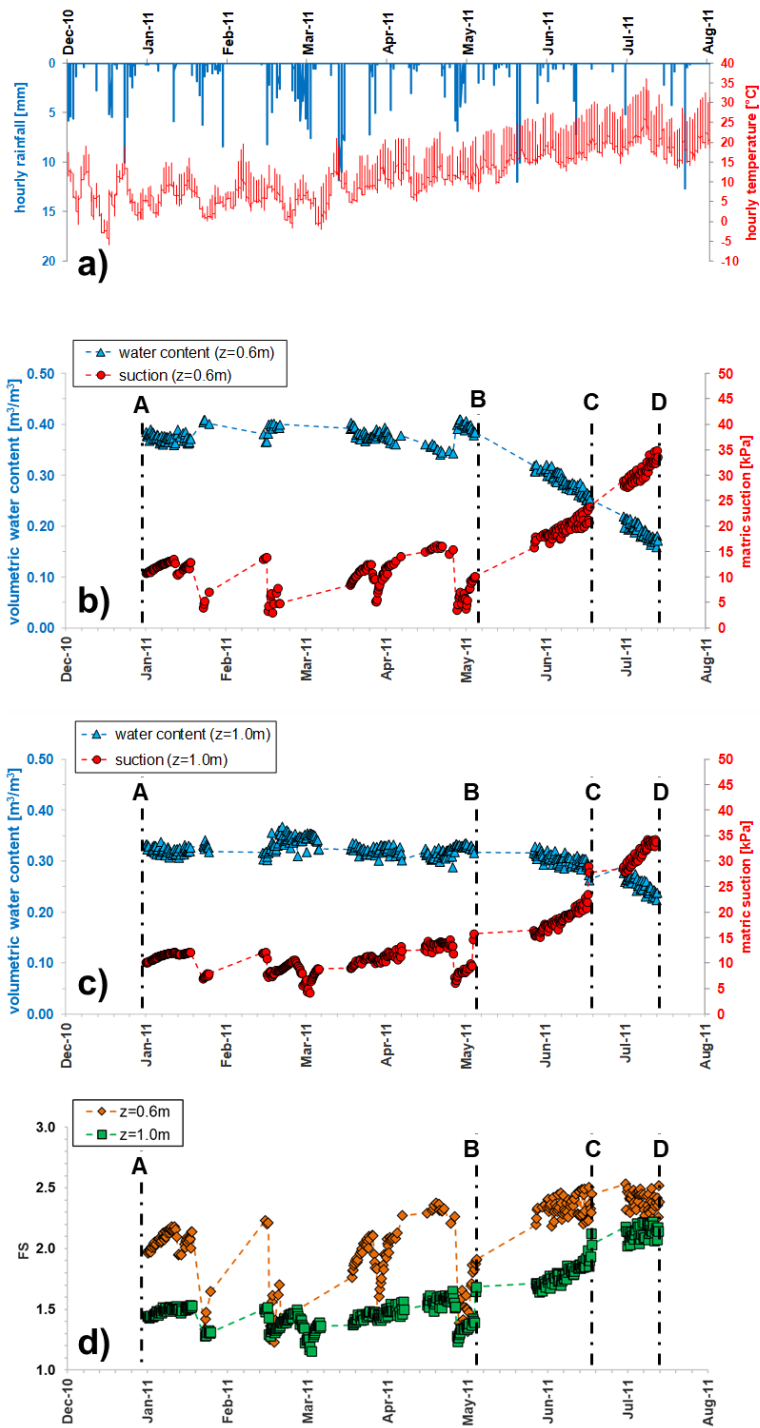 Dec-10 Jan-11 Feb-11 Mar-11 Apr-11 May-11 Jun-11 Jul-11 Aug-11
hourly rainfall [mm]
0
5
10
15
20
40
35
30
25
20
15
10
5
0
-5
-10
hourly temperature [°C]
a)
water content (z=0.6m)
suction (z=0.6m)
volumetric water content [m³/m³]
0.50
0.40
0.30
0.20
0.10
0.00
A B C D
50
45
40
35
30
25
20
15
10
5
0
matric suction [kPa]
b)
Dec-10 Jan-11 Feb-11 Mar-11 Apr-11 May-11 Jun-11 Jul-11 Aug-11
water content (z=1.0m)
suction (z=1.0m)
volumetric water content [m³/m³]
0.50
0.40
0.30
0.20
0.10
0.00
A B C D
50
45
40
35
30
25
20
15
10
5
0
matric suction [kPa]
c)
Dec-10 Jan-11 Feb-11 Mar-11 Apr-11 May-11 Jun-11 Jul-11 Aug-11
z=0.6m
z=1.0m
FS
3.0
2.5
2.0
1.5
1.0
A B C D
d)
Dec-10 Jan-11 Feb-11 Mar-11 Apr-11 May-11 Jun-11 Jul-11 Aug-11